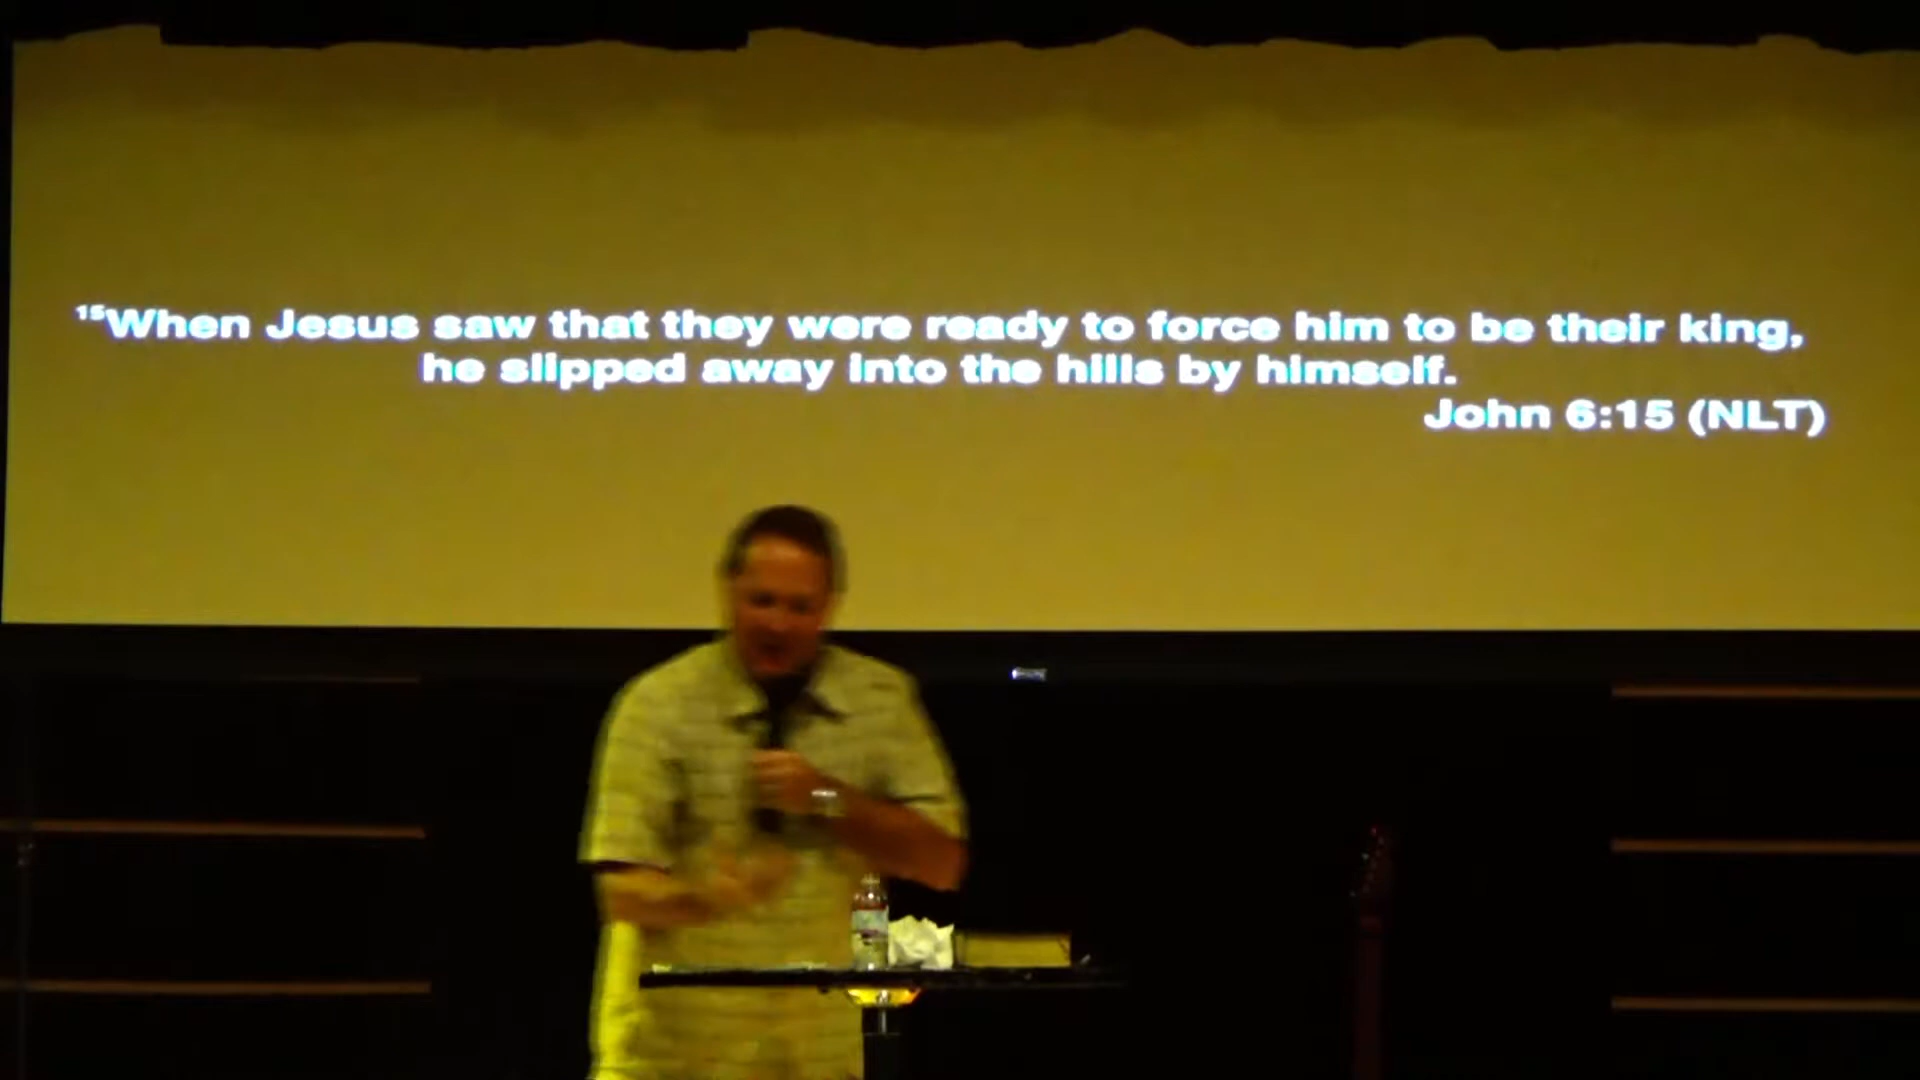 ¹⁵When Jesus saw that they were ready to force him to be their king,
he slipped away into the hills by himself.
John 6:15 (NLT)